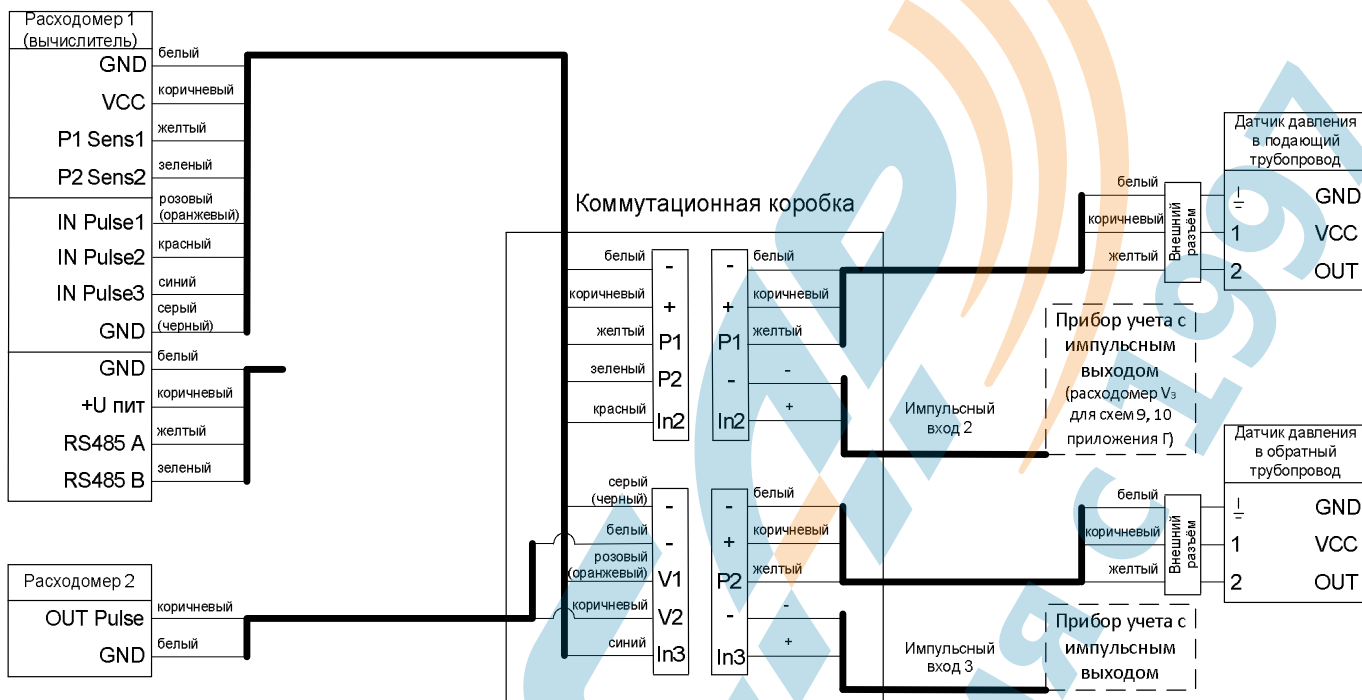 Расходомер 1
(вычислитель)
GND
белый
VCC
коричневый
P1 Sens1
желтый
P2 Sens2
зеленый
IN Pulse1
розовый
(оранжевый)
IN Pulse2
красный
IN Pulse3
синий
GND
серый
(черный)
GND
белый
+U пит
коричневый
RS485 A
желтый
RS485 B
зеленый
Расходомер 2
OUT Pulse
коричневый
GND
белый
Коммутационная коробка
белый
-
коричневый
+
желтый
P1
зеленый
P2
красный
In2
-
белый
+
коричневый
P1
желтый
-
-
In2
+
Импульсный
вход 2
серый
(черный)
-
белый
-
розовый
(оранжевый)
V1
коричневый
V2
синий
In3
-
белый
+
коричневый
P2
желтый
-
-
In3
+
Импульсный
вход 3
Датчик давления
в подающий
трубопровод
белый
коричневый
желтый
Внешний
разъём
GND
1
VCC
2
OUT
Прибор учета с
импульсным
выходом
(расходомер V₃
для схем 9, 10
приложения Г)
Датчик давления
в обратный
трубопровод
белый
коричневый
желтый
Внешний
разъём
GND
1
VCC
2
OUT
Прибор учета с
импульсным
выходом
с 1997